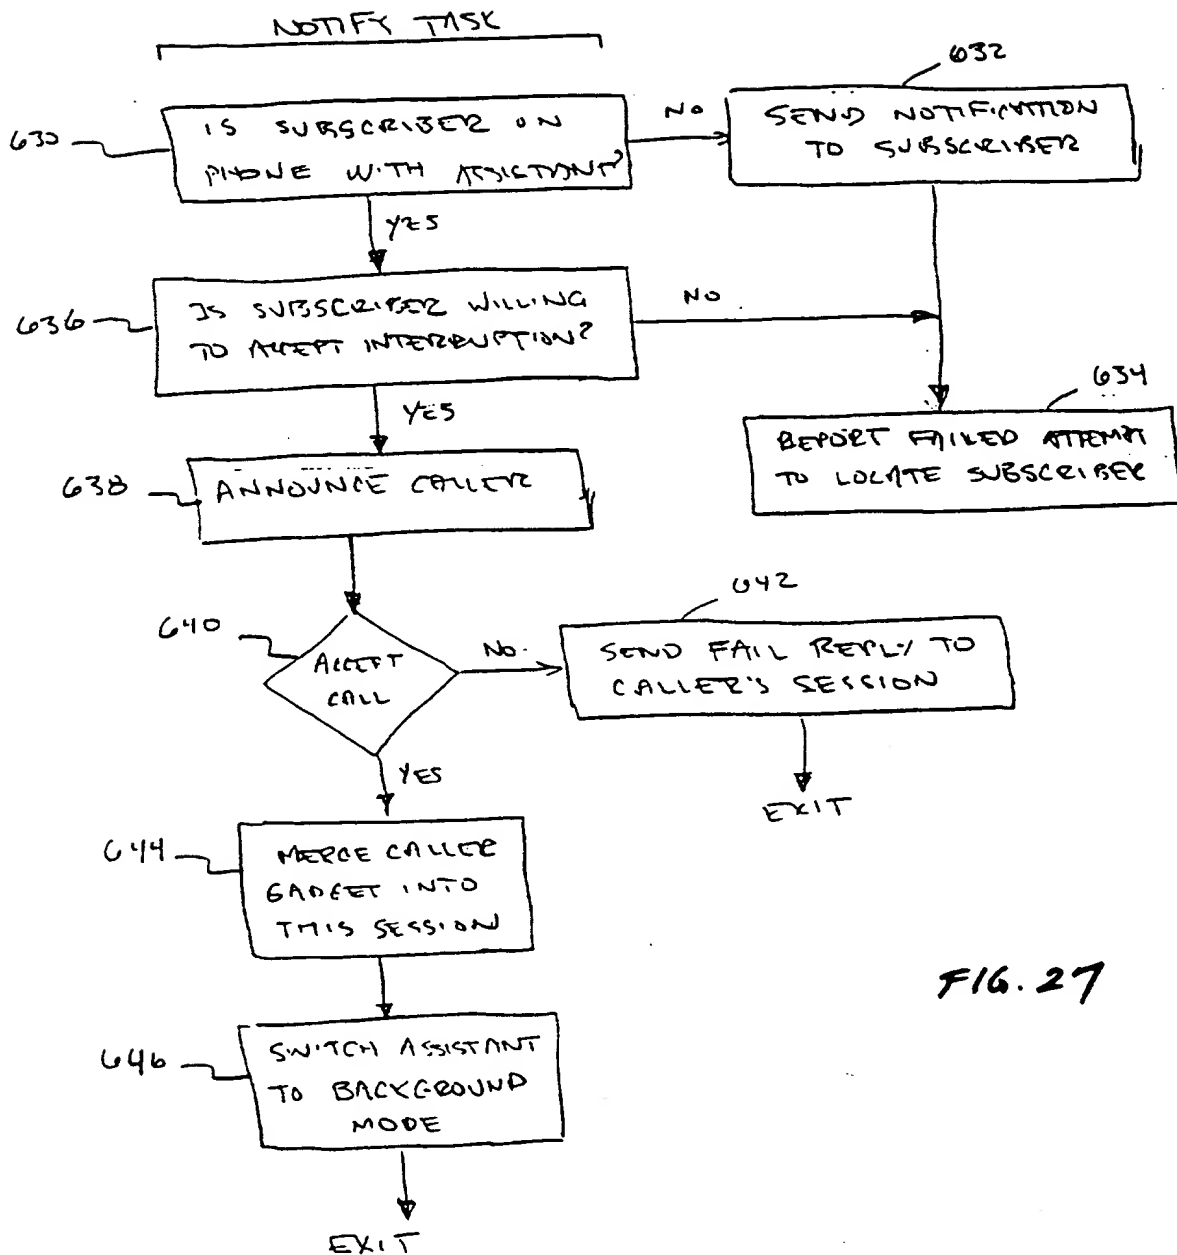 NOTIFY TASK
632
630
IS SUBSCRIBER ON
PHONE WITH ASSISTANT?
NO
SEND NOTIFICATION
TO SUBSCRIBER
YES
636
IS SUBSCRIBER WILLING
TO ACCEPT INTERRUPTION?
NO
634
YES
REPORT FAILED ATTEMPT
TO LOCATE SUBSCRIBER
638
ANNOUNCE CALLER
642
640
ACCEPT
CALL
NO.
SEND FAIL REPLY TO
CALLER'S SESSION
YES
EXIT
644
MERGE CALLER
GADGET INTO
THIS SESSION
FIG. 27
646
SWITCH ASSISTANT
TO BACKGROUND
MODE
EXIT